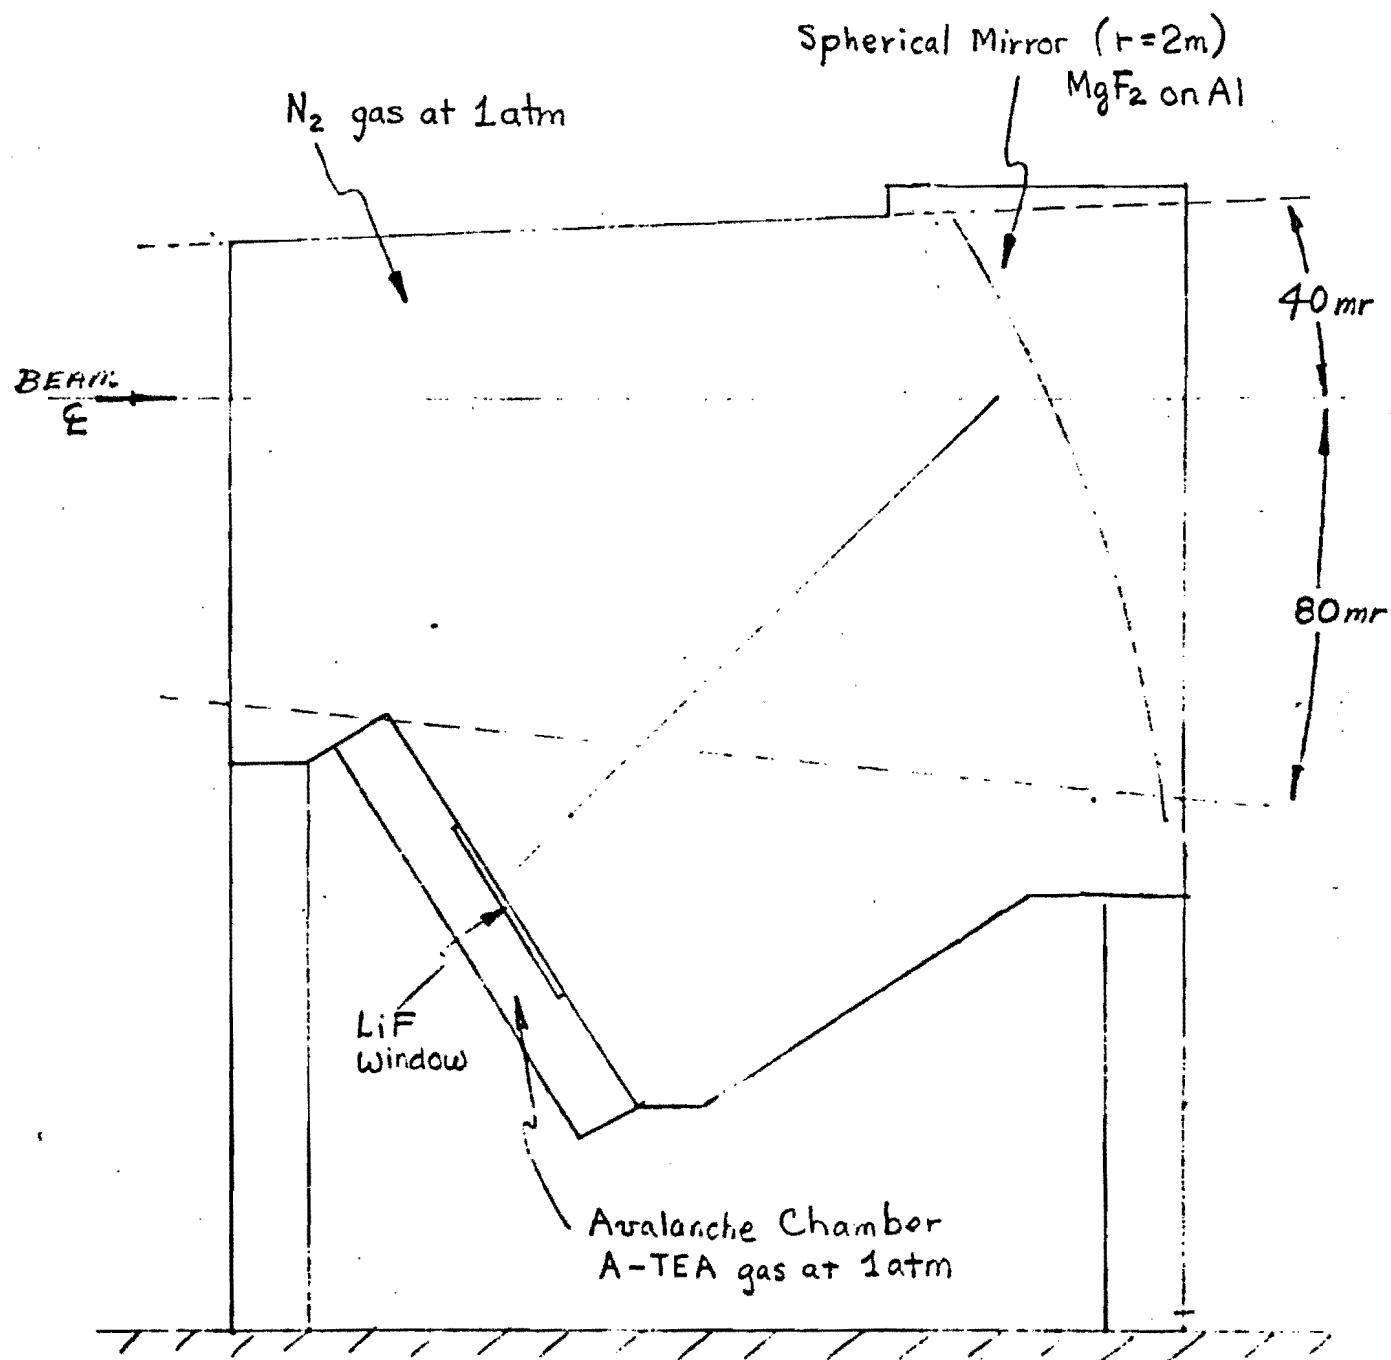 Spherical Mirror (r=2m)
MgF₂ on Al
N₂ gas at 1atm
40mr
BEAM
℄
80mr
LiF
Window
Avalanche Chamber
A-TEA gas at 1atm